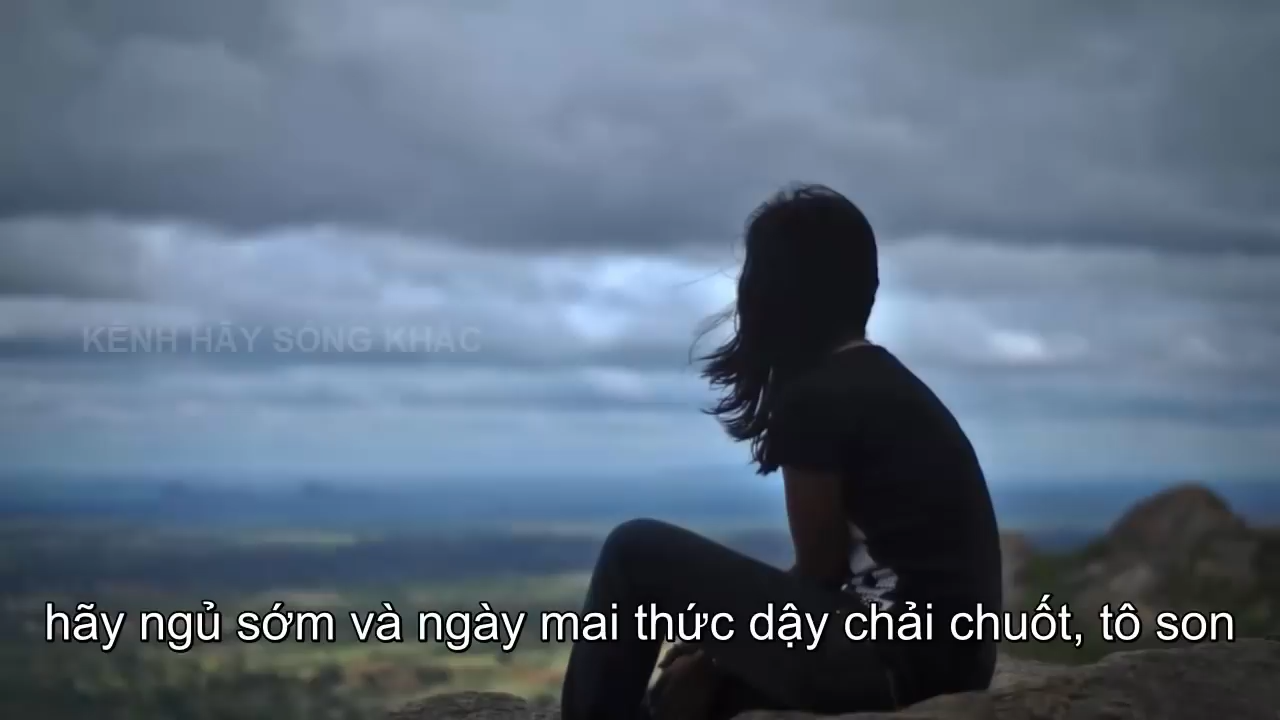 KÊNH HÃY SỐNG KHÁC
hãy ngủ sớm và ngày mai thức dậy chải chuốt, tô son